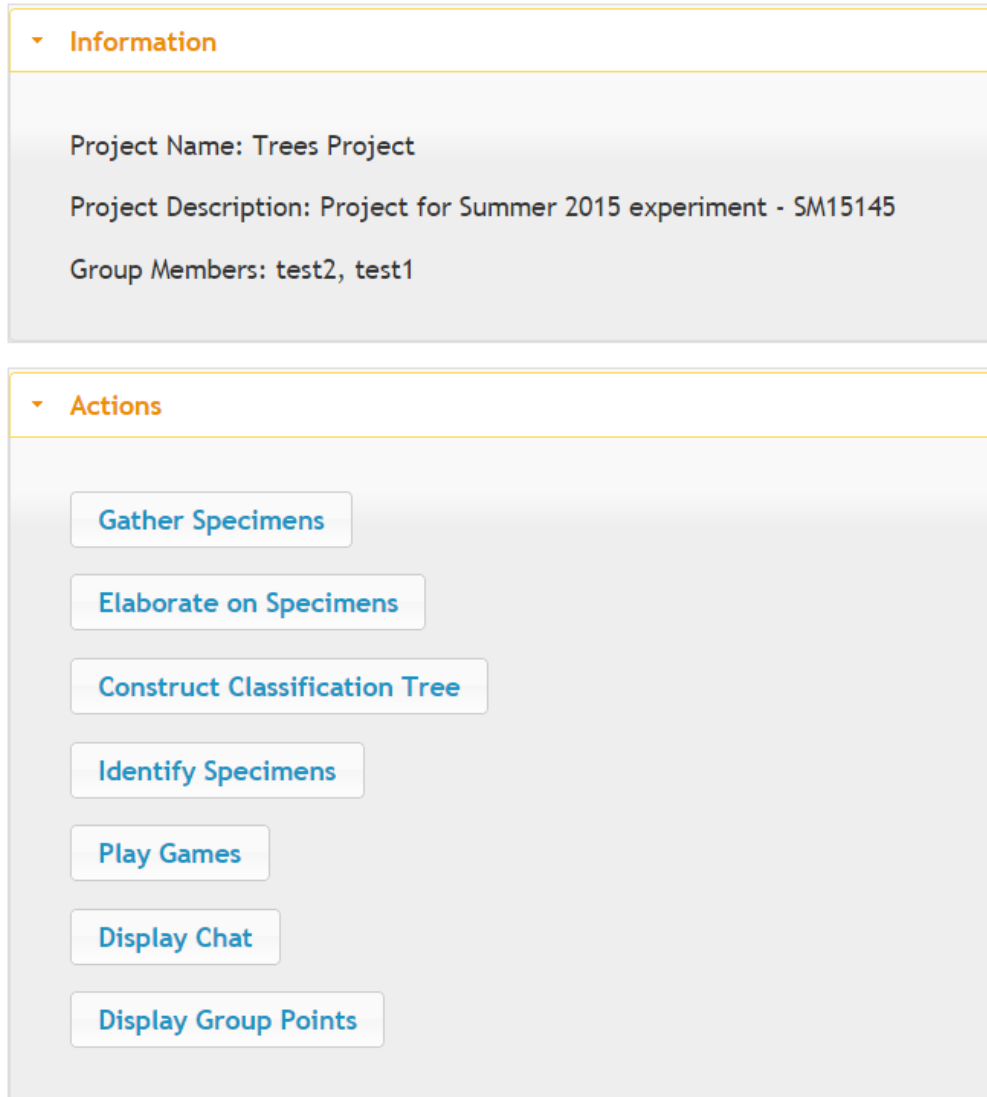 Information
Project Name: Trees Project
Project Description: Project for Summer 2015 experiment - SM15145
Group Members: test2, test1
Actions
Gather Specimens
Elaborate on Specimens
Construct Classification Tree
Identify Specimens
Play Games
Display Chat
Display Group Points